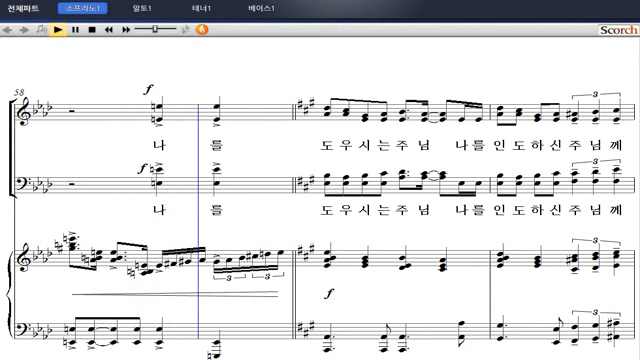 전체파트 소프라노1 알토1 테너1 베이스1
Scorch
58
f
3
나 를 도우시는주님 나를인도하신주님께
f
3
나 를 도우시는주님 나를인도하신주님께
3
3 3
f